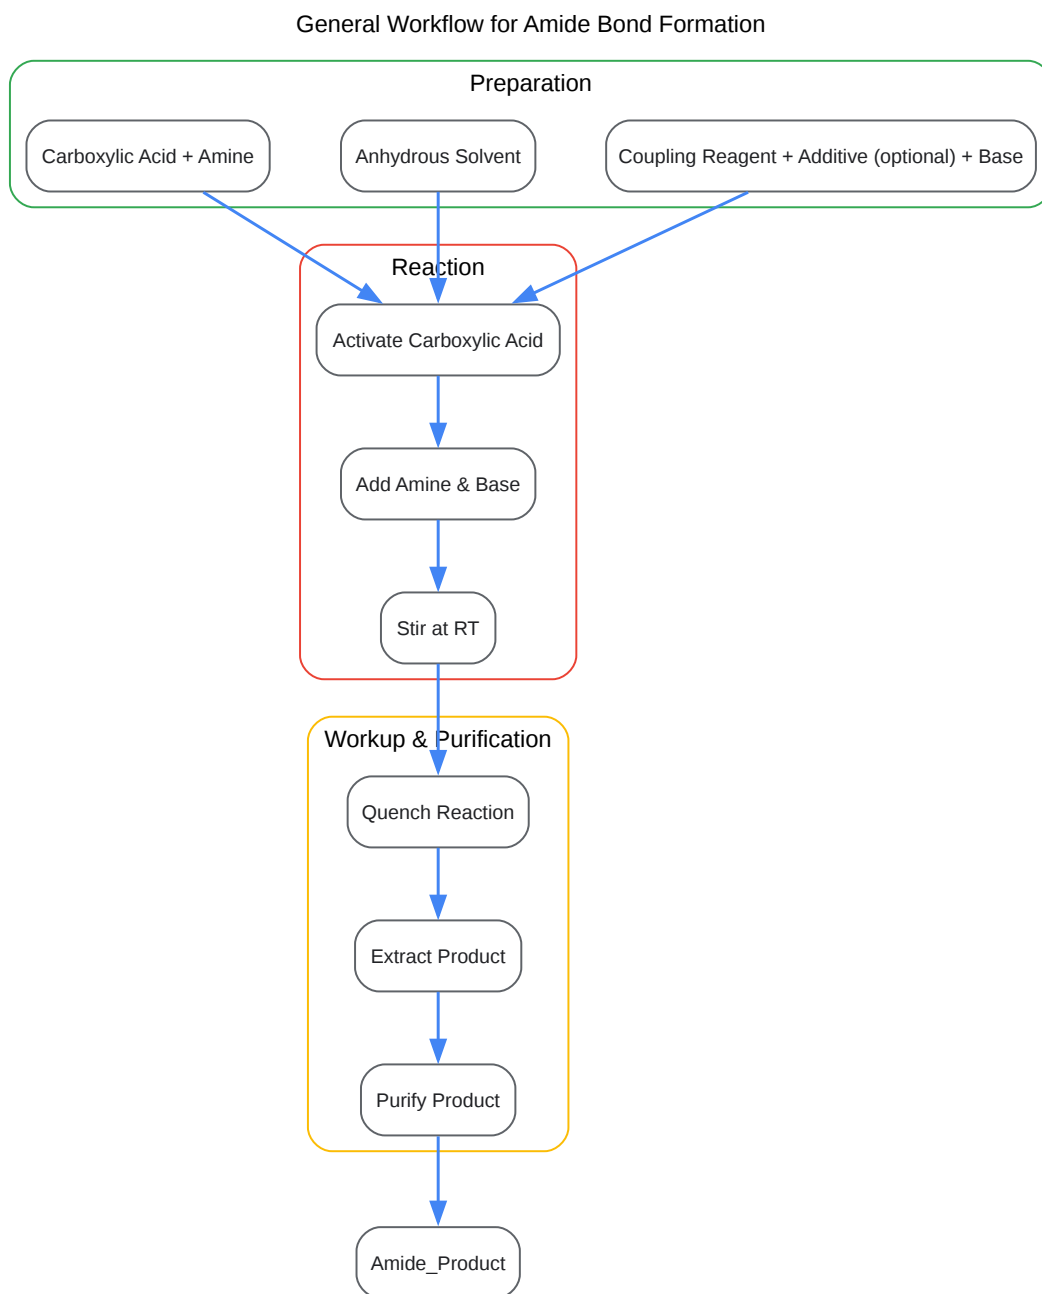 General Workflow for Amide Bond Formation
Preparation
Carboxylic Acid + Amine
Anhydrous Solvent
Coupling Reagent + Additive (optional) + Base
Reaction
Activate Carboxylic Acid
Add Amine & Base
Stir at RT
Workup & Purification
Quench Reaction
Extract Product
Purify Product
Amide_Product